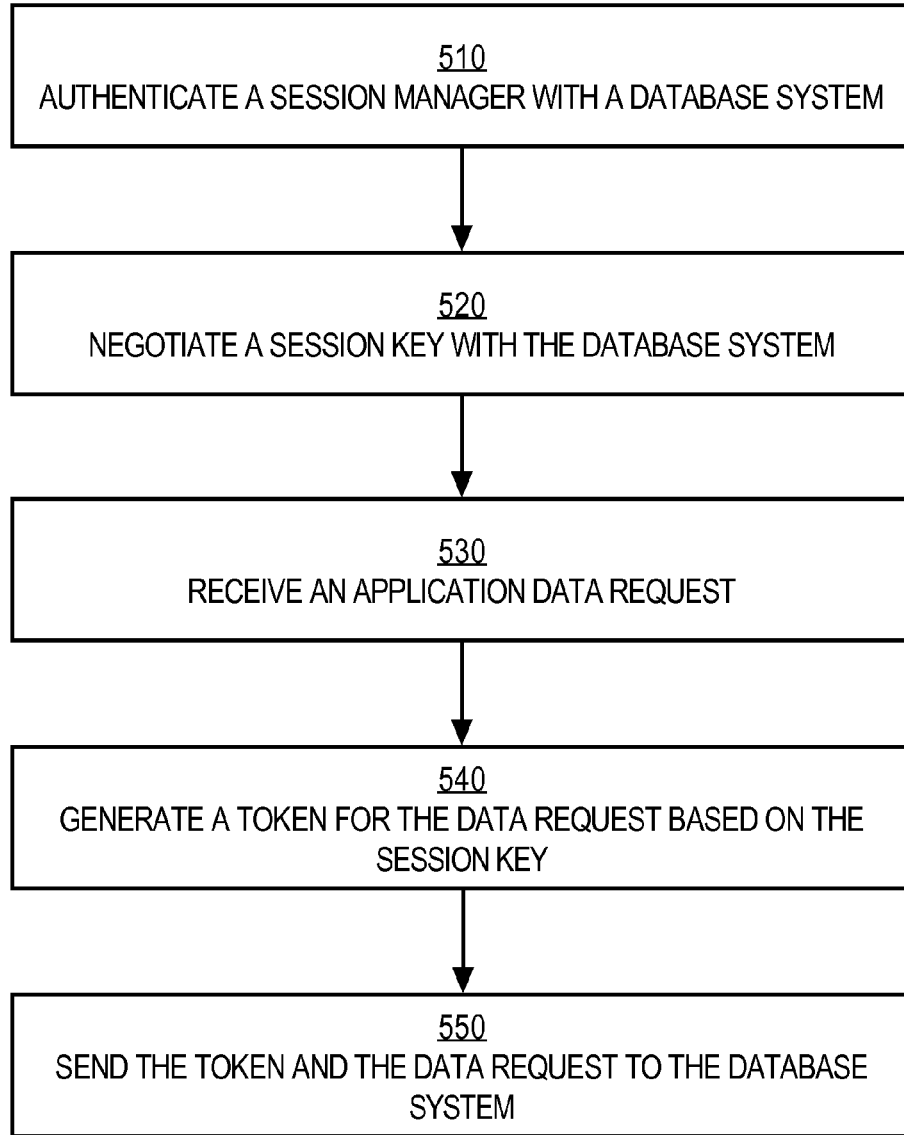 510
AUTHENTICATE A SESSION MANAGER WITH A DATABASE SYSTEM
520
NEGOTIATE A SESSION KEY WITH THE DATABASE SYSTEM
530
RECEIVE AN APPLICATION DATA REQUEST
540
GENERATE A TOKEN FOR THE DATA REQUEST BASED ON THE
SESSION KEY
550
SEND THE TOKEN AND THE DATA REQUEST TO THE DATABASE
SYSTEM